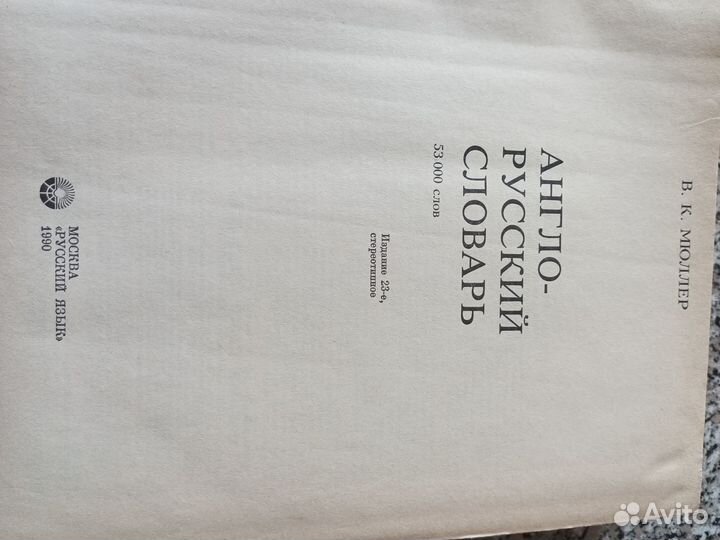 В. К. МЮЛЛЕР
АНГЛО-
РУССКИЙ
СЛОВАРЬ
53 000 слов
Издание 23-е,
стереотипное
МОСКВА
«РУССКИЙ ЯЗЫК»
1990
Avito